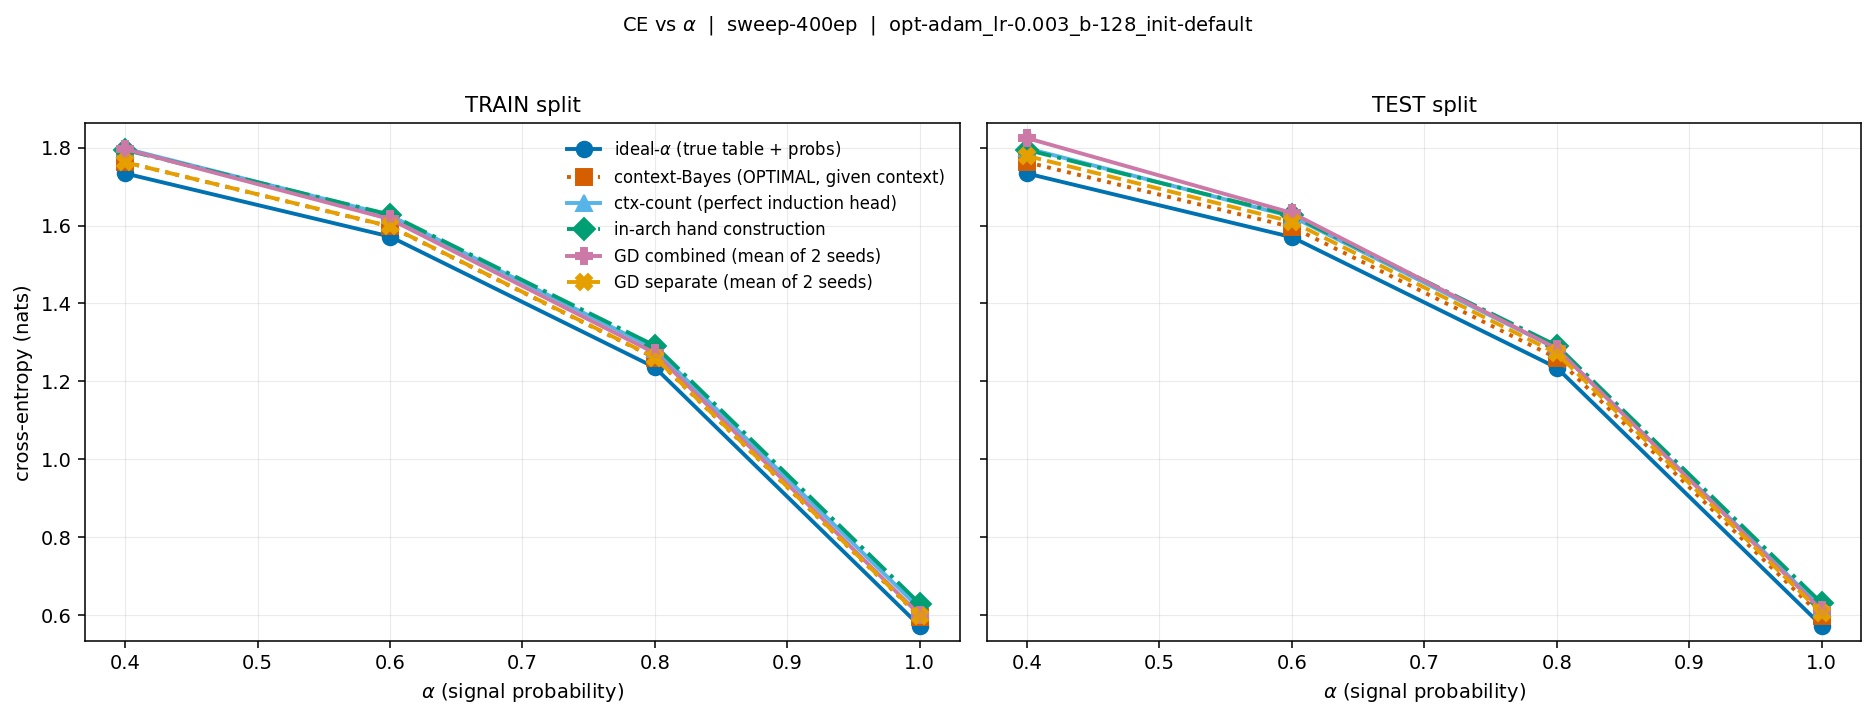 CE vs α | sweep-400ep | opt-adam_lr-0.003_b-128_init-default
TRAIN split
TEST split
cross-entropy (nats)
1.8
1.6
1.4
1.2
1.0
0.8
0.6
ideal-α (true table + probs)
context-Bayes (OPTIMAL, given context)
ctx-count (perfect induction head)
in-arch hand construction
GD combined (mean of 2 seeds)
GD separate (mean of 2 seeds)
0.4 0.5 0.6 0.7 0.8 0.9 1.0
α (signal probability)
0.4 0.5 0.6 0.7 0.8 0.9 1.0
α (signal probability)